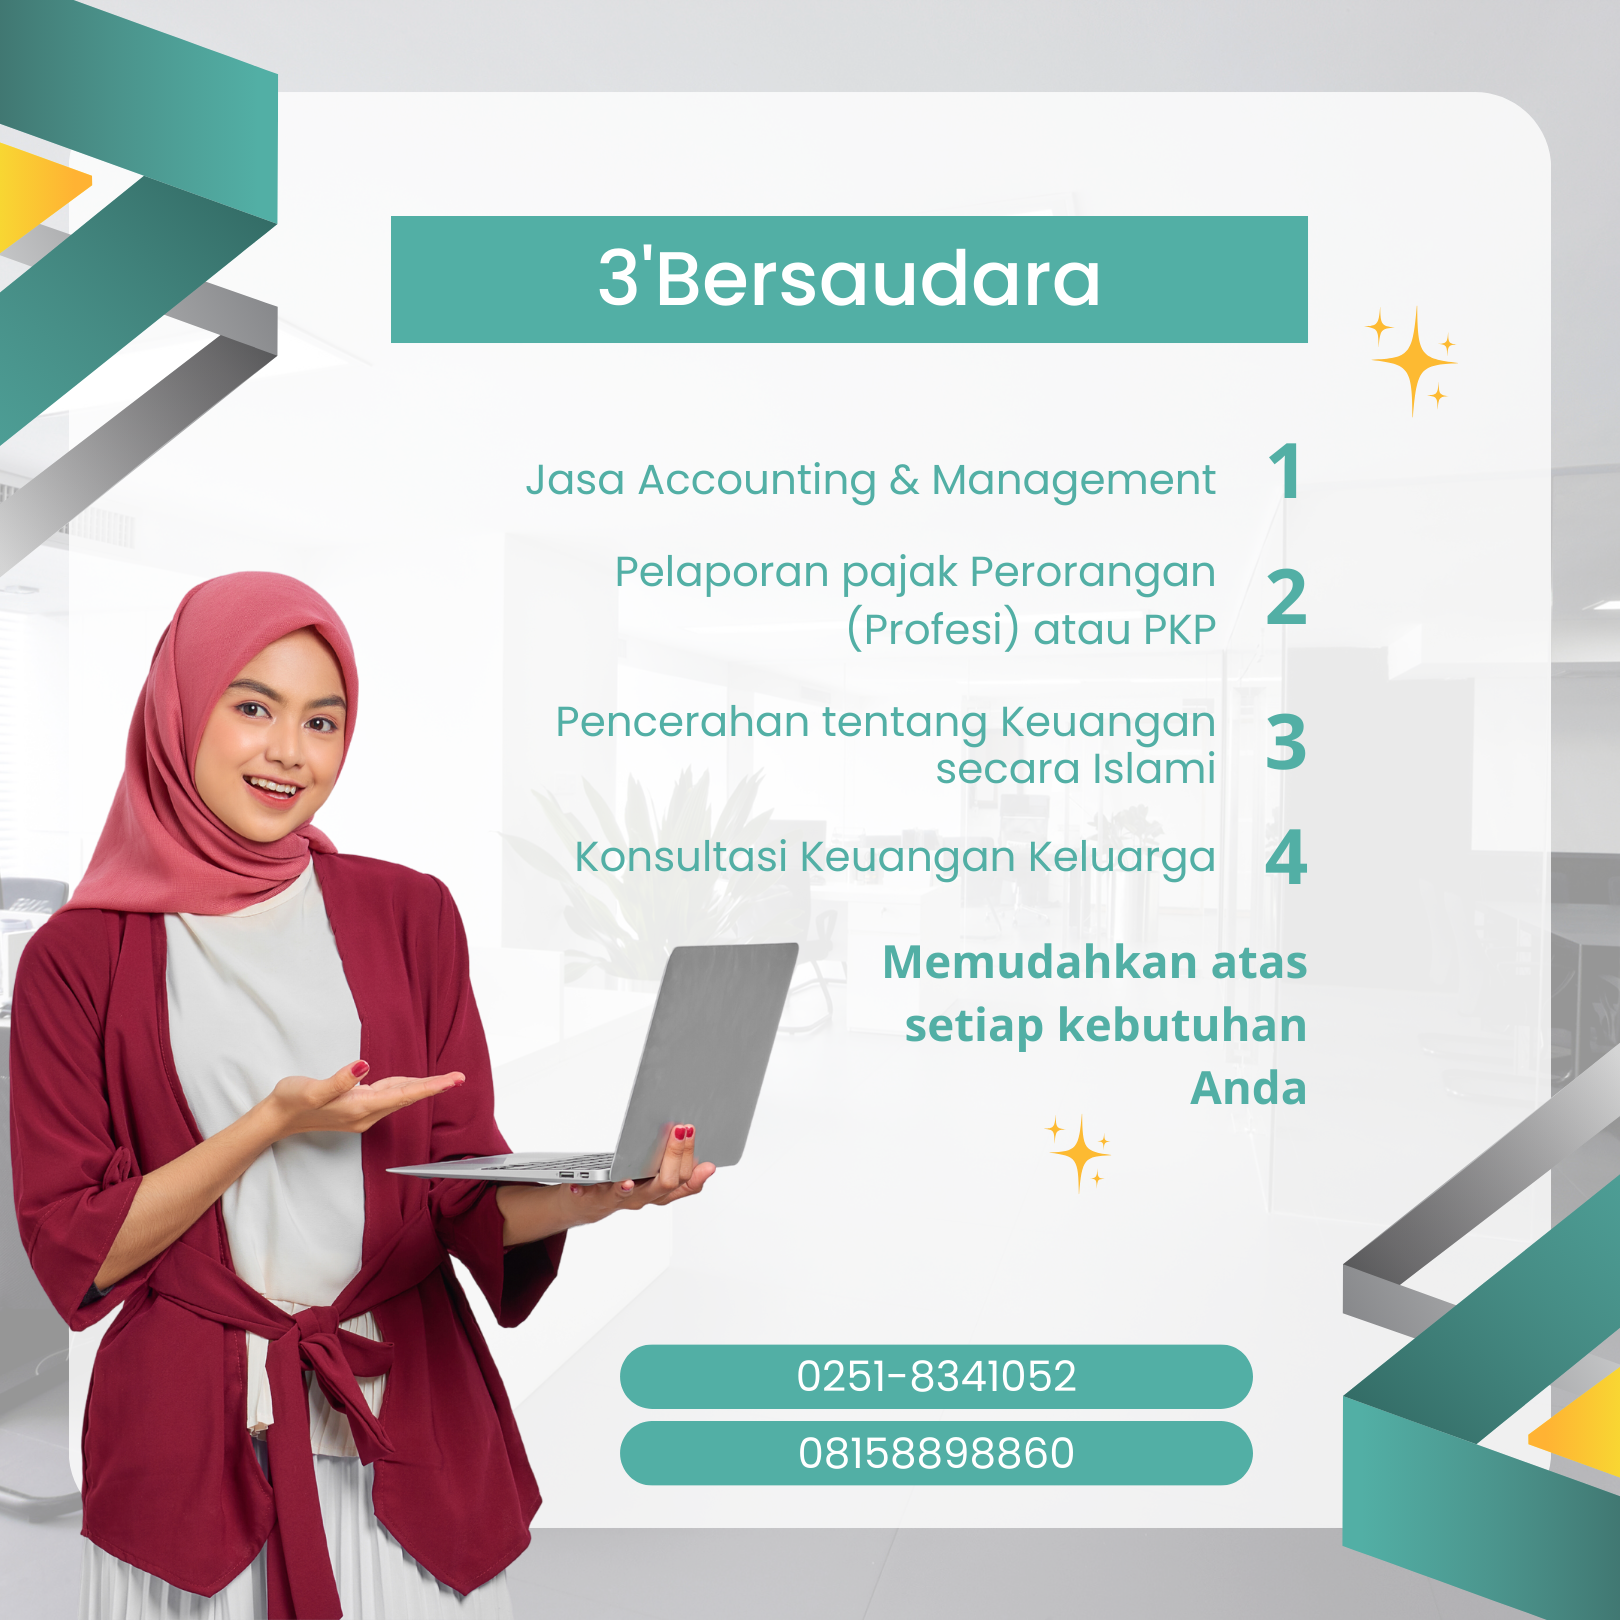 3'Bersaudara
Jasa Accounting & Management 1
Pelaporan pajak Perorangan
(Profesi) atau PKP 2
Pencerahan tentang Keuangan
secara Islami 3
Konsultasi Keuangan Keluarga 4
Memudahkan atas
setiap kebutuhan
Anda
0251-8341052
08158898860